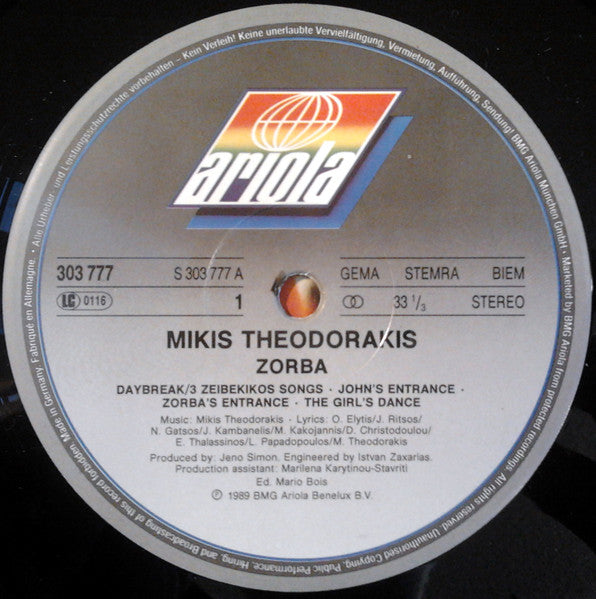 Made in Germany. Fabriqué en Allemagne. • Alle Urheber- und Leistungsschutzrechte vorbehalten – Kein Verleih! Keine unerlaubte Vervielfältigung, Vermietung, Aufführung, Sendung! BMG Ariola München GmbH • Marketed by BMG Ariola from protected recordings. All rights reserved. Unauthorised Copying, Public Performance, Hiring, and Broadcasting of this record forbidden.
ariola
303 777 S 303 777 A GEMA STEMRA BIEM
LC 0116 1 33 1/3 STEREO
MIKIS THEODORAKIS
ZORBA
DAYBREAK/3 ZEIBEKIKOS SONGS · JOHN'S ENTRANCE ·
ZORBA'S ENTRANCE · THE GIRL'S DANCE
Music: Mikis Theodorakis · Lyrics: O. Elytis/J. Ritsos/
N. Gatsos/J. Kambanelis/M. Kakojannis/D. Christodoulou/
E. Thalassinos/L. Papadopoulos/M. Theodorakis
Produced by: Jeno Simon. Engineered by Istvan Zaxarias.
Production assistant: Marilena Karytinou-Stavriti
Ed. Mario Bois
℗ 1989 BMG Ariola Benelux B.V.